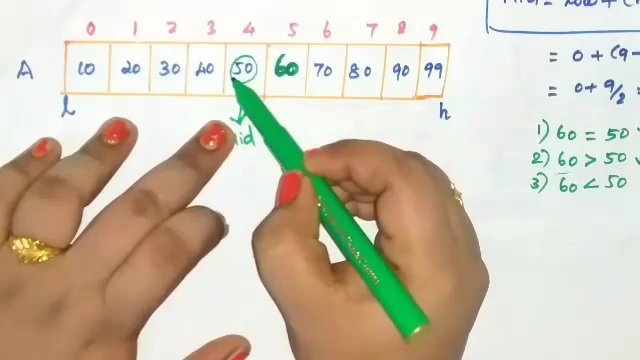 0 1 2 3 4 5 6 7 8 9
A 10 20 30 40 50 60 70 80 90 99
l h
= 0 + (9-
= 0 + 9/2 =
1) 60 = 50
2) 60 > 50
3) 60 < 50